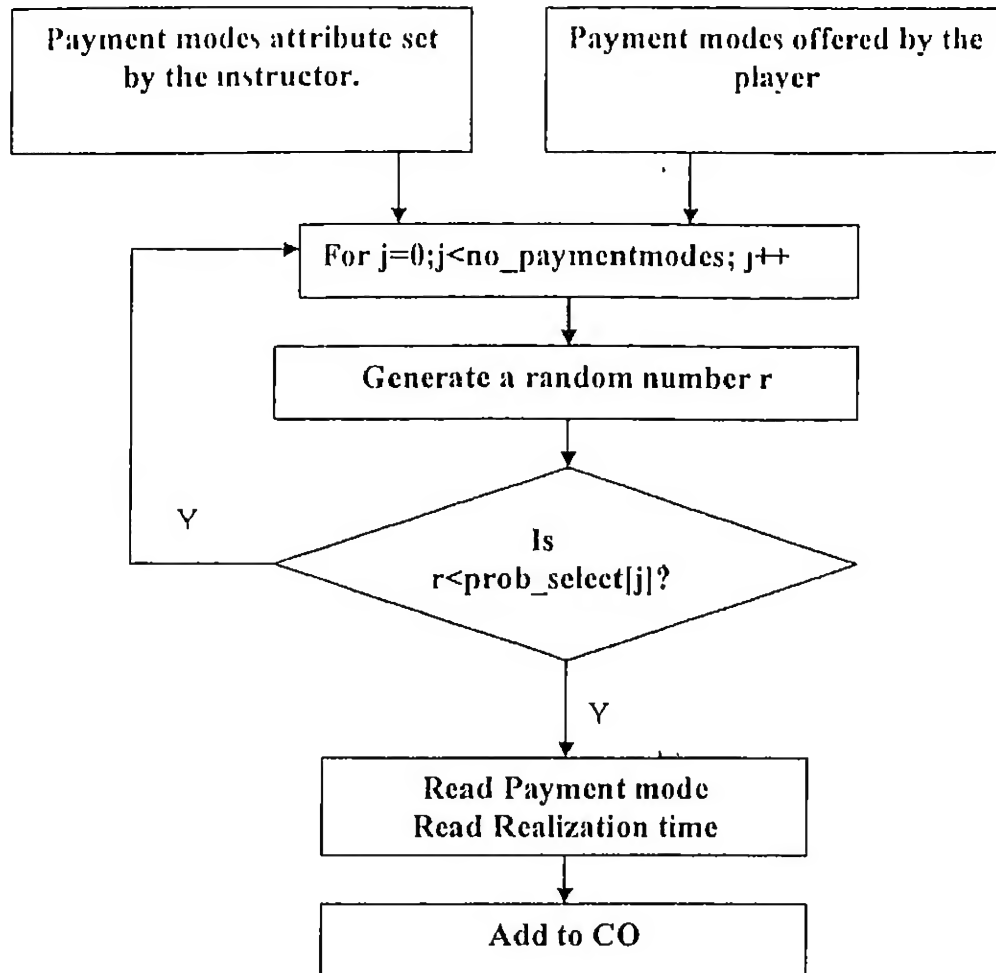 Payment modes attribute set
by the instructor.
Payment modes offered by the
player
For j=0;j<no_paymentmodes; j++
Generate a random number r
Y
Is
r<prob_select[j]?
Y
Read Payment mode
Read Realization time
Add to CO